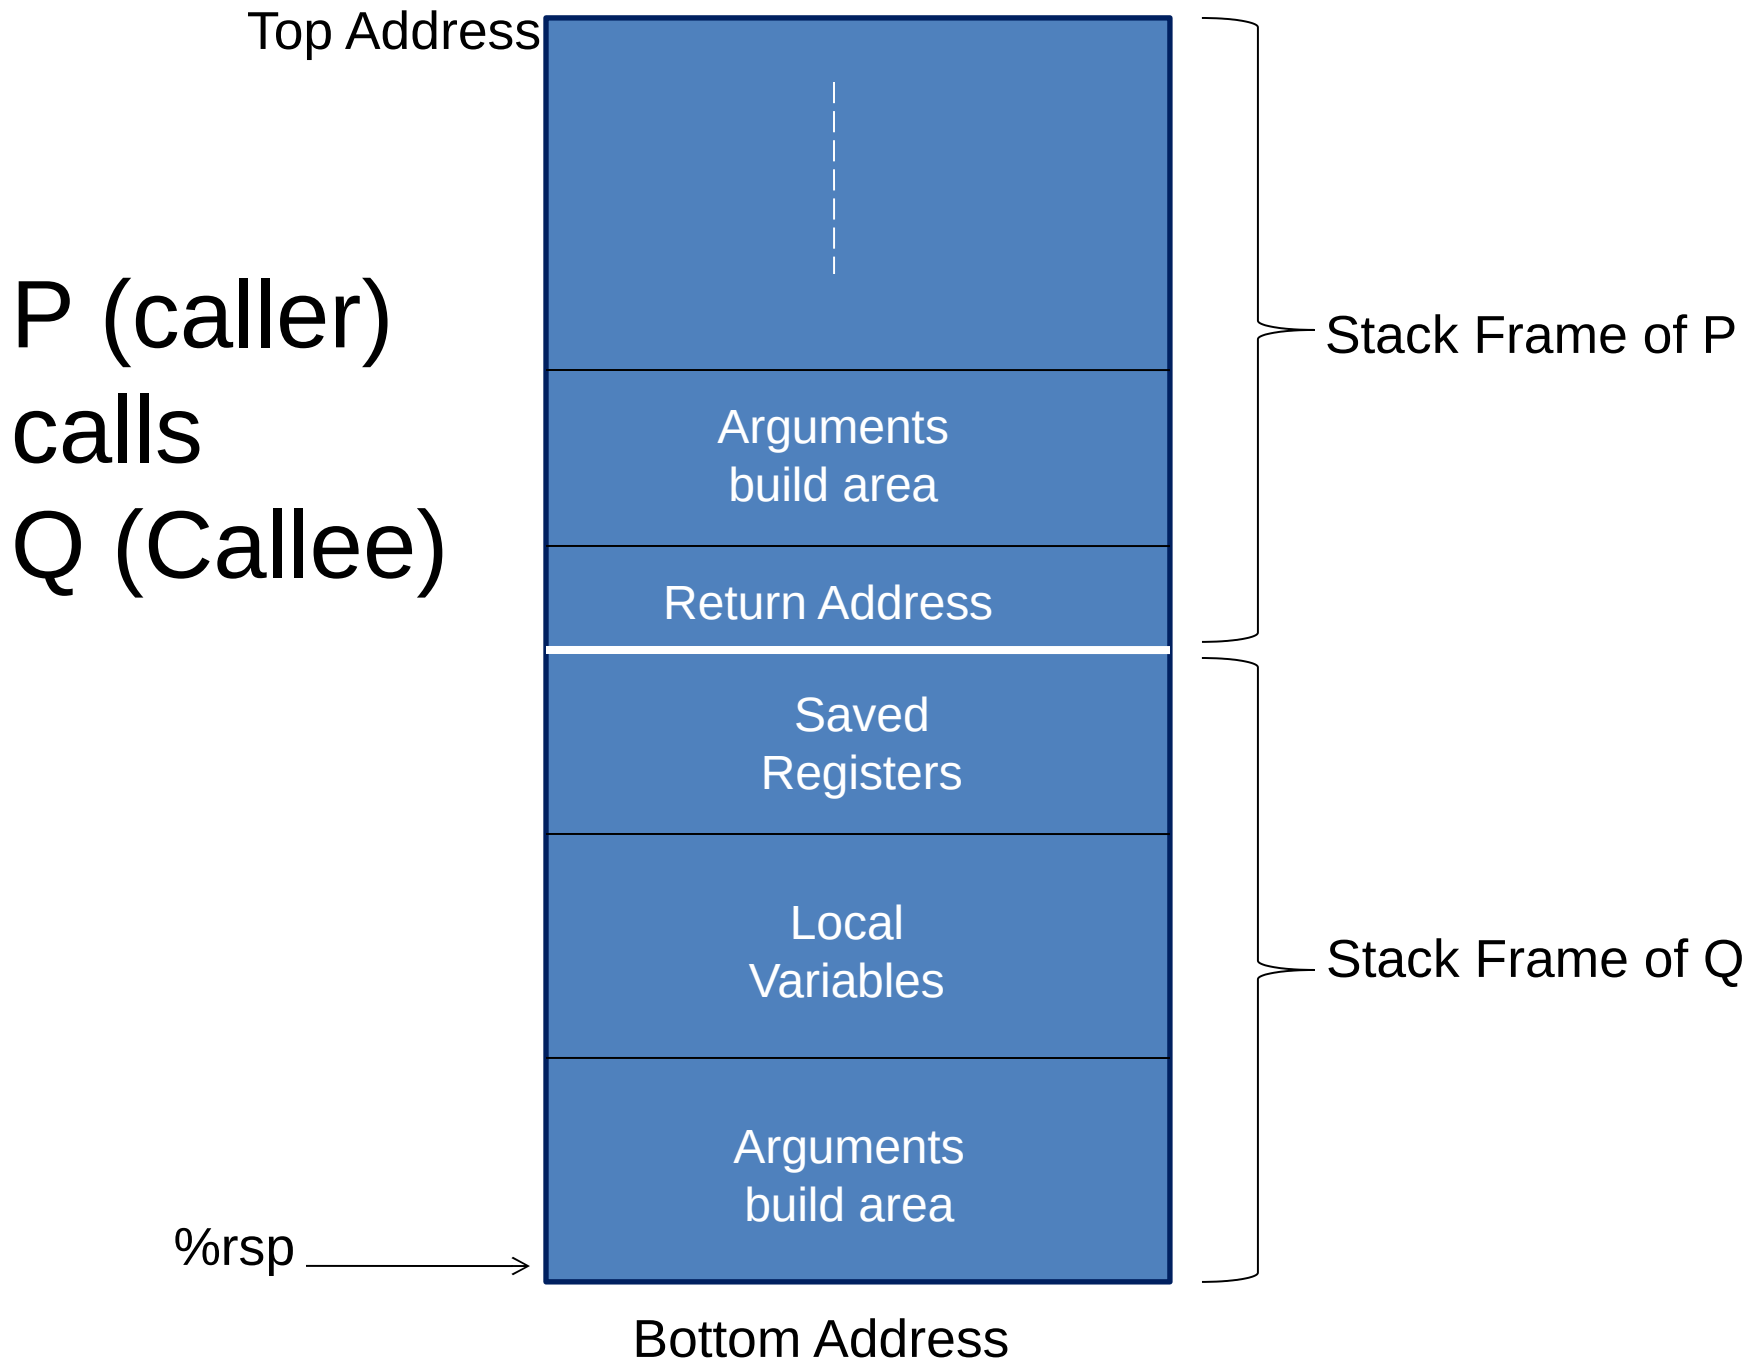 Top Address
P (caller)
calls
Q (Callee)
Stack Frame of P
Arguments
build area
Return Address
Saved
Registers
Local
Variables
Stack Frame of Q
Arguments
build area
%rsp
Bottom Address